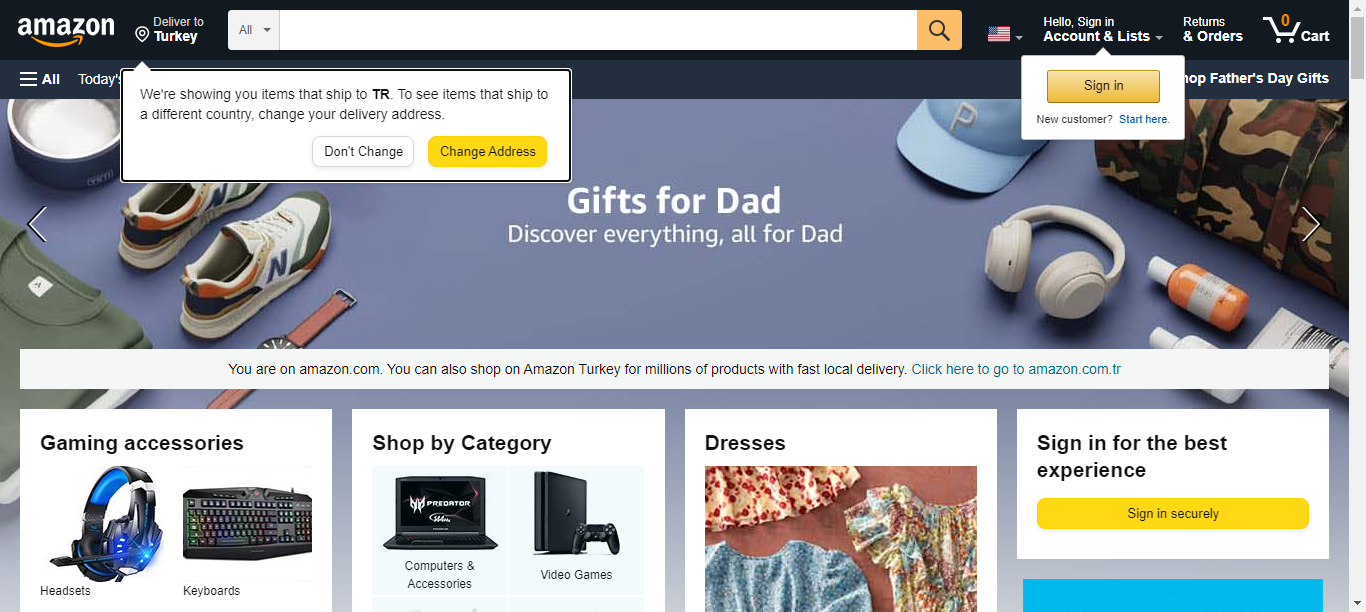 amazon
Deliver to
Turkey
All
Hello, Sign in
Account & Lists
Returns
& Orders
0
Cart
All
Today's
hop Father's Day Gifts
We're showing you items that ship to TR. To see items that ship to
a different country, change your delivery address.
Don't Change
Change Address
Sign in
New customer? Start here.
Gifts for Dad
Discover everything, all for Dad
You are on amazon.com. You can also shop on Amazon Turkey for millions of products with fast local delivery. Click here to go to amazon.com.tr
Gaming accessories
Headsets
Keyboards
Shop by Category
PREDATOR
Computers &
Accessories
Video Games
Dresses
Sign in for the best
experience
Sign in securely